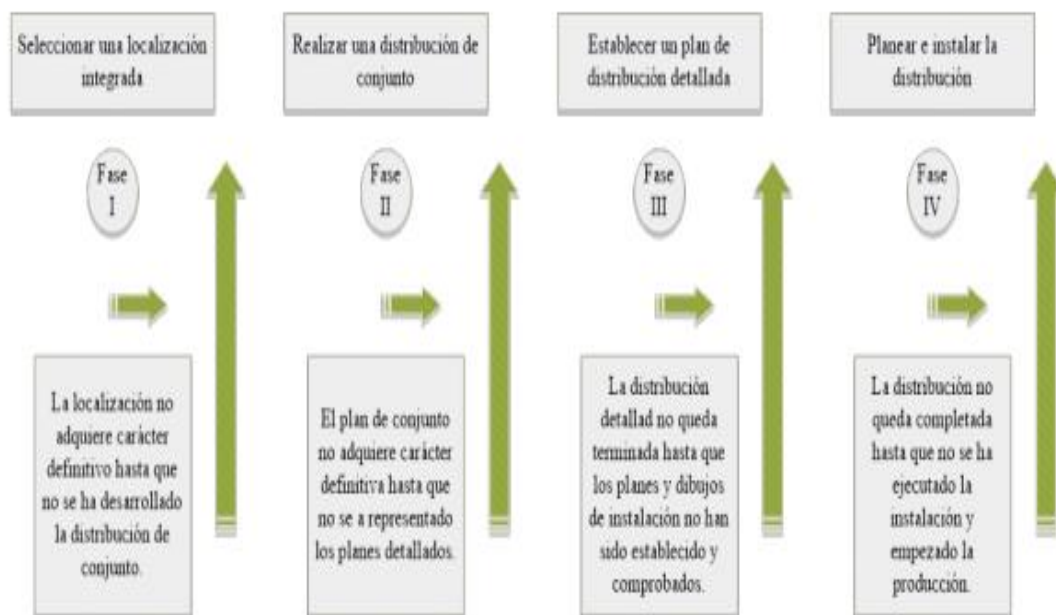 Seleccionar una localización
integrada
Fase
I
La localización no
adquiere carácter
definitivo hasta que
no se ha desarrollado
la distribución de
conjunto.
Realizar una distribución de
conjunto
Fase
II
El plan de conjunto
no adquiere carácter
definitiva hasta que
no se a representado
los planes detallados.
Establecer un plan de
distribución detallada
Fase
III
La distribución
detallad no queda
terminada hasta que
los planes y dibujos
de instalación no han
sido establecido y
comprobados.
Planear e instalar la
distribución
Fase
IV
La distribución no
queda completada
hasta que no se ha
ejecutado la
instalación y
empezado la
producción.